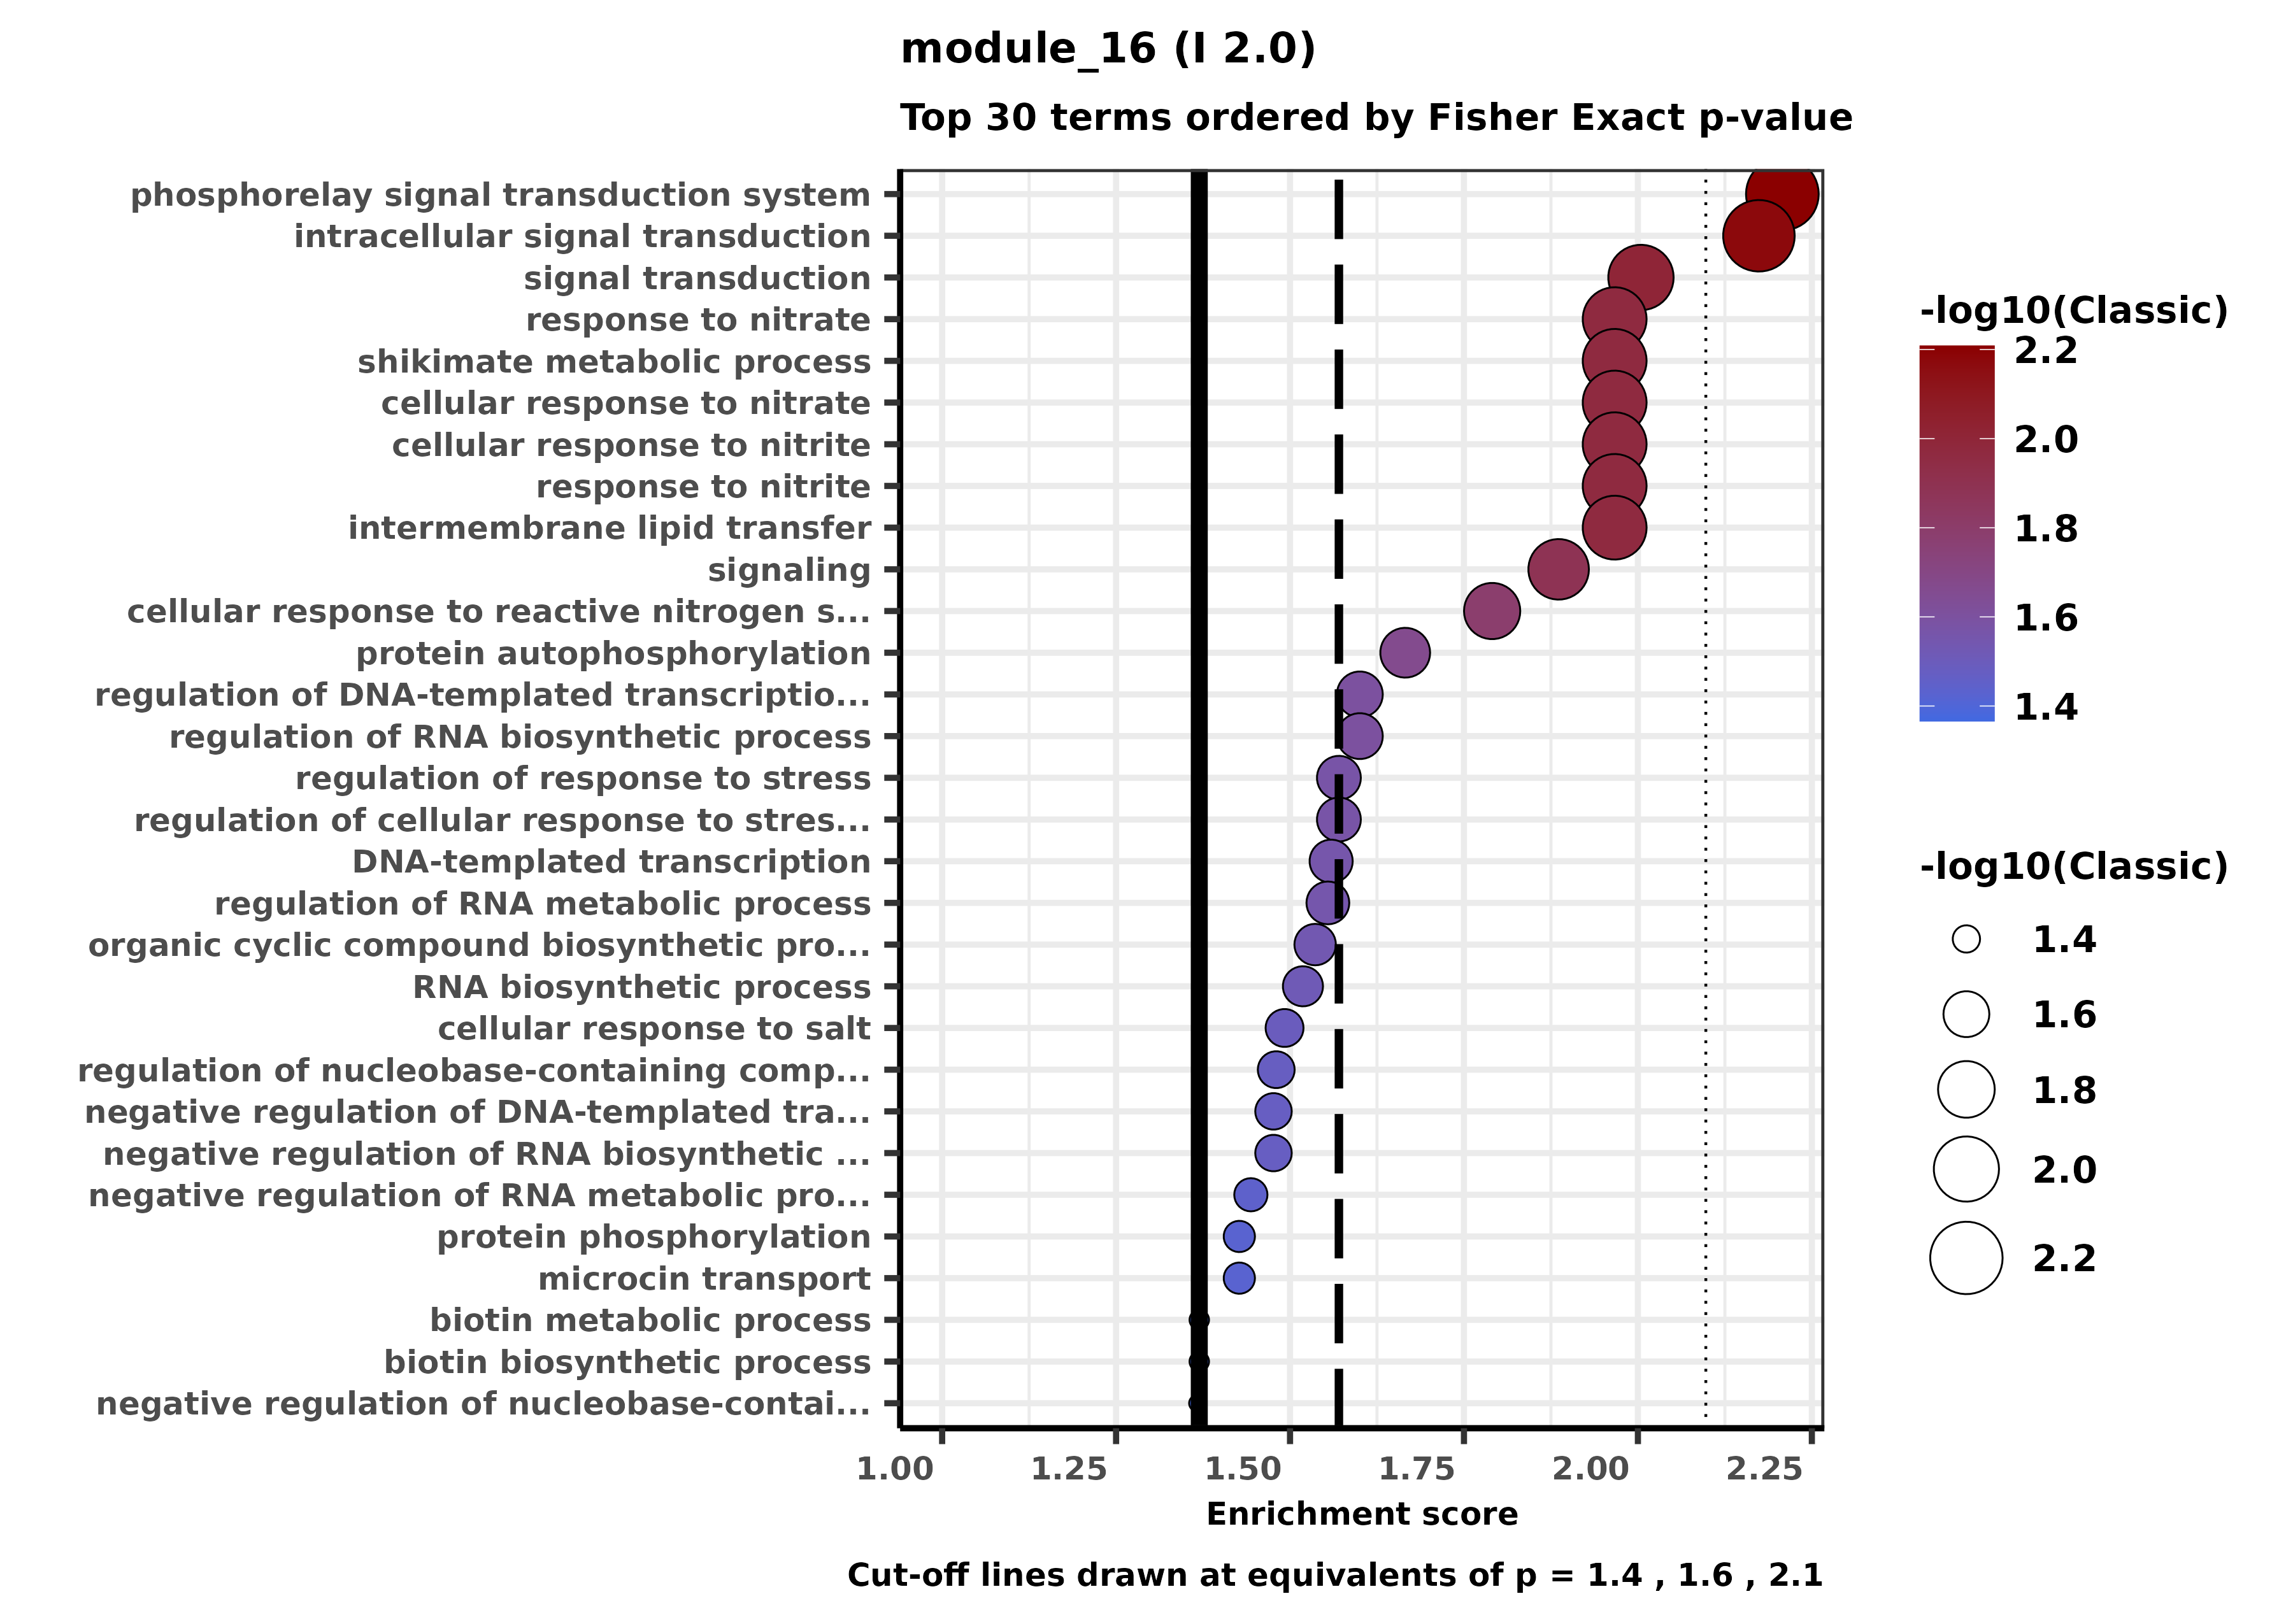 module_16 (I 2.0)
Top 30 terms ordered by Fisher Exact p-value
phosphorelay signal transduction system
intracellular signal transduction
signal transduction
response to nitrate
shikimate metabolic process
cellular response to nitrate
cellular response to nitrite
response to nitrite
intermembrane lipid transfer
signaling
cellular response to reactive nitrogen s...
protein autophosphorylation
regulation of DNA-templated transcriptio...
regulation of RNA biosynthetic process
regulation of response to stress
regulation of cellular response to stres...
DNA-templated transcription
regulation of RNA metabolic process
organic cyclic compound biosynthetic pro...
RNA biosynthetic process
cellular response to salt
regulation of nucleobase-containing comp...
negative regulation of DNA-templated tra...
negative regulation of RNA biosynthetic ...
negative regulation of RNA metabolic pro...
protein phosphorylation
microcin transport
biotin metabolic process
biotin biosynthetic process
negative regulation of nucleobase-contai...
1.00 1.25 1.50 1.75 2.00 2.25
Enrichment score
Cut-off lines drawn at equivalents of p = 1.4 , 1.6 , 2.1
-log10(Classic)
2.2
2.0
1.8
1.6
1.4
-log10(Classic)
1.4
1.6
1.8
2.0
2.2